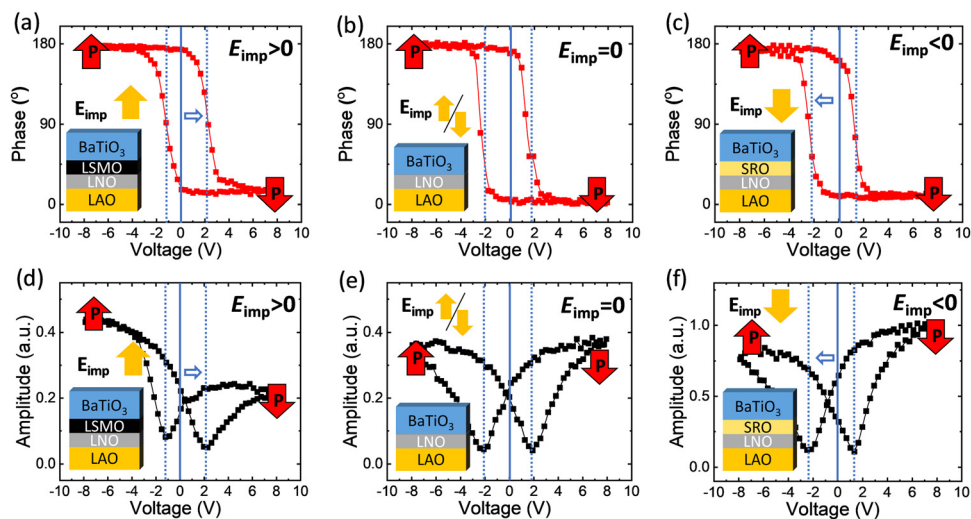 (a)
E_imp>0
P
180
90
0
Phase (°)
E_imp
BaTiO₃
LSMO
LNO
LAO
P
-10 -8 -6 -4 -2 0 2 4 6 8 10
Voltage (V)
(b)
E_imp=0
P
180
90
0
Phase (°)
E_imp
BaTiO₃
LNO
LAO
P
-10 -8 -6 -4 -2 0 2 4 6 8 10
Voltage (V)
(c)
E_imp<0
P
180
90
0
Phase (°)
E_imp
BaTiO₃
SRO
LNO
LAO
P
-10 -8 -6 -4 -2 0 2 4 6 8 10
Voltage (V)
(d)
E_imp>0
P
0.4
0.2
0.0
Amplitude (a.u.)
E_imp
BaTiO₃
LSMO
LNO
LAO
P
-10 -8 -6 -4 -2 0 2 4 6 8 10
Voltage (V)
(e)
E_imp
E_imp=0
P
0.4
0.2
0.0
Amplitude (a.u.)
BaTiO₃
LNO
LAO
P
-10 -8 -6 -4 -2 0 2 4 6 8 10
Voltage (V)
(f)
E_imp
E_imp<0
P
1.0
0.5
0.0
Amplitude (a.u.)
BaTiO₃
SRO
LNO
LAO
P
-10 -8 -6 -4 -2 0 2 4 6 8 10
Voltage (V)